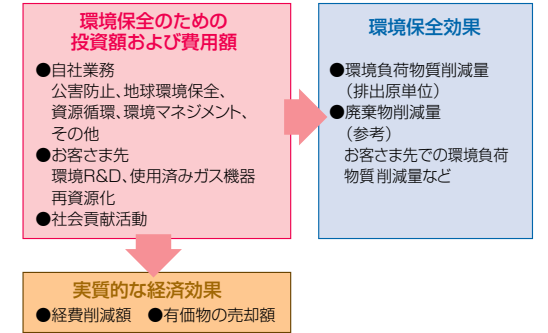 環境保全のための
投資額および費用額
●自社業務
公害防止、地球環境保全、
資源循環、環境マネジメント、
その他
●お客さま先
環境R&D、使用済みガス機器
再資源化
●社会貢献活動
環境保全効果
●環境負荷物質削減量
（排出原単位）
●廃棄物削減量
（参考）
お客さま先での環境負荷
物質削減量など
実質的な経済効果
●経費削減額　●有価物の売却額